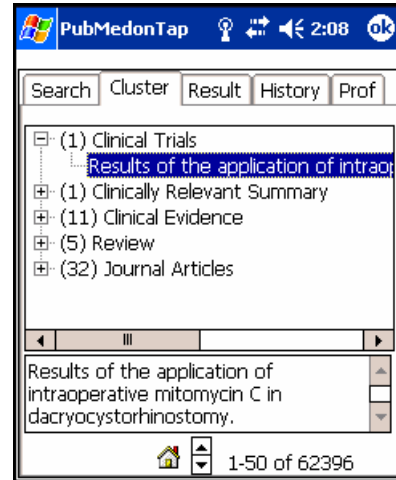 PubMedonTap 2:08 ok
Search Cluster Result History Prof
(1) Clinical Trials
Results of the application of intraop
(1) Clinically Relevant Summary
(11) Clinical Evidence
(5) Review
(32) Journal Articles
Results of the application of
intraoperative mitomycin C in
dacryocystorhinostomy.
1-50 of 62396